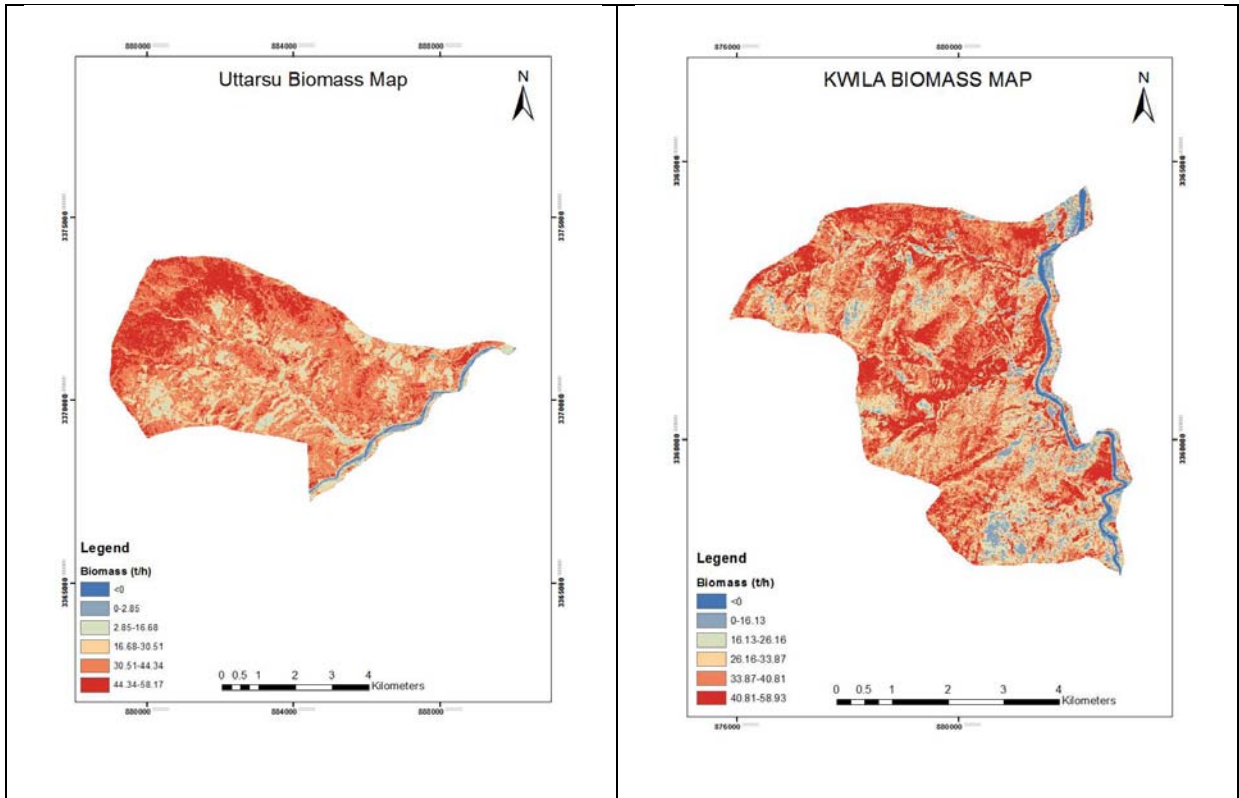 880000
884000
888000
Uttarsu Biomass Map
N
3375000
3375000
3370000
3370000
3365000
3365000
Legend
Biomass (t/h)
<0
0-2.85
2.85-16.68
16.68-30.51
30.51-44.34
44.34-58.17
0 0.5 1 2 3 4
Kilometers
880000
884000
888000
876000
880000
KWILA BIOMASS MAP
N
3365000
3365000
3360000
3360000
Legend
Biomass (t/h)
<0
0-16.13
16.13-26.16
26.16-33.87
33.87-40.81
40.81-58.93
0 0.5 1 2 3 4
Kilometers
876000
880000